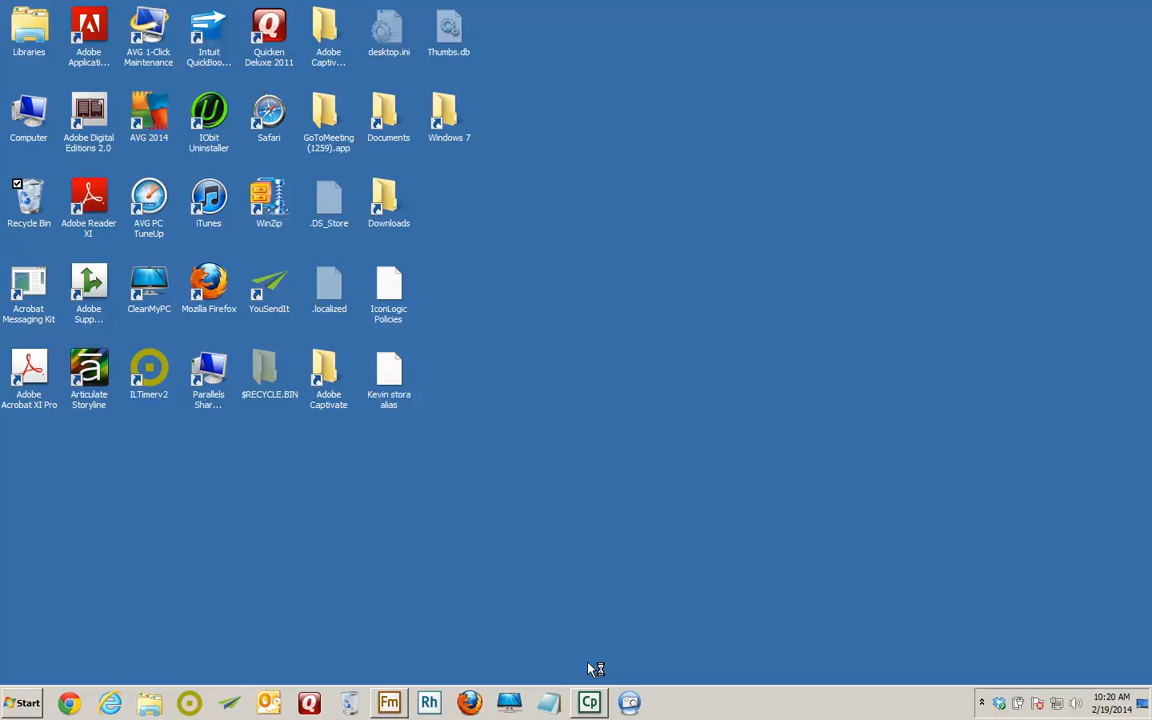 Libraries
Adobe
Applicati...
AVG 1-Click
Maintenance
Intuit
QuickBoo...
Quicken
Deluxe 2011
Adobe
Captiv...
desktop.ini
Thumbs.db
Computer
Adobe Digital
Editions 2.0
AVG 2014
IObit
Uninstaller
Safari
GoToMeeting
(1259).app
Documents
Windows 7
Recycle Bin
Adobe Reader
XI
AVG PC
TuneUp
iTunes
WinZip
.DS_Store
Downloads
Acrobat
Messaging Kit
Adobe
Supp...
CleanMyPC
Mozilla Firefox
YouSendIt
.localized
IconLogic
Policies
Adobe
Acrobat XI Pro
Articulate
Storyline
ILTimerv2
Parallels
Shar...
$RECYCLE.BIN
Adobe
Captivate
Kevin stora
alias
Start
Fm
Rh
Cp
10:20 AM
2/19/2014